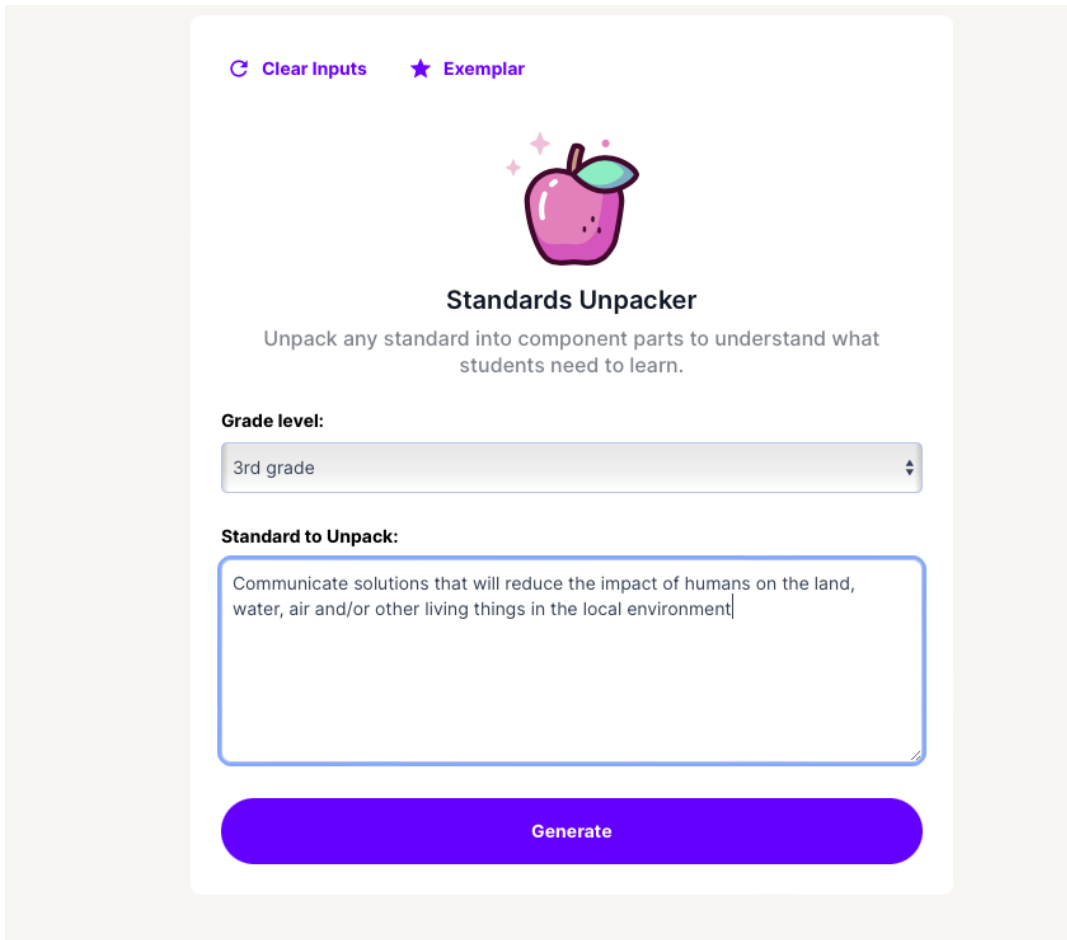 Clear Inputs
Exemplar
Standards Unpacker
Unpack any standard into component parts to understand what
students need to learn.
Grade level:
3rd grade
Standard to Unpack:
Communicate solutions that will reduce the impact of humans on the land,
water, air and/or other living things in the local environment
Generate